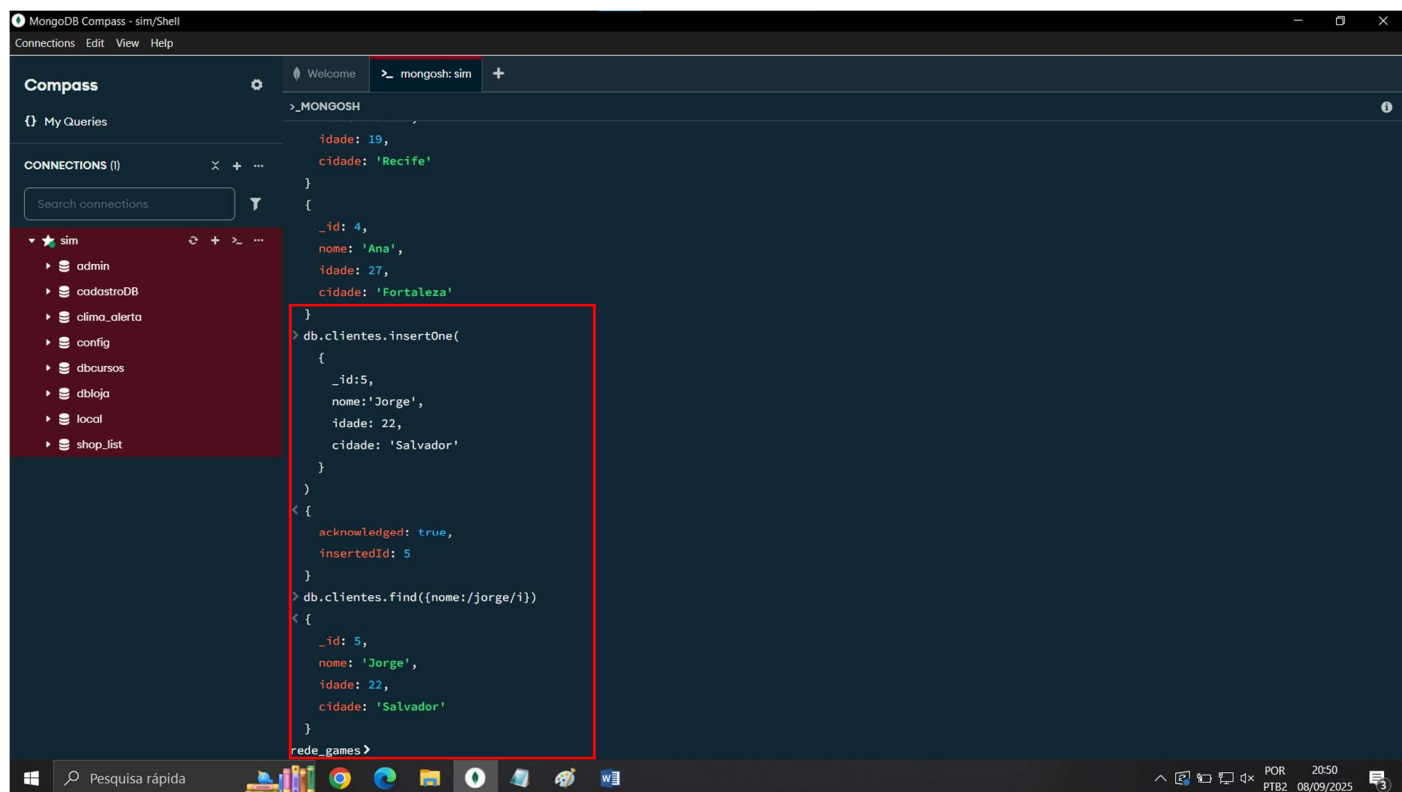 MongoDB Compass - sim/Shell
Connections Edit View Help
Compass
{} My Queries
CONNECTIONS (1)
Search connections
sim
admin
cadastroDB
clima_alerta
config
dbcursos
dbloja
local
shop_list
Welcome
>_ mongosh: sim
>_MONGOSH
idade: 19,
cidade: 'Recife'
}
{
_id: 4,
nome: 'Ana',
idade: 27,
cidade: 'Fortaleza'
}
> db.clientes.insertOne(
{
_id:5,
nome:'Jorge',
idade: 22,
cidade: 'Salvador'
}
)
< {
acknowledged: true,
insertedId: 5
}
> db.clientes.find({nome:/jorge/i})
< {
_id: 5,
nome: 'Jorge',
idade: 22,
cidade: 'Salvador'
}
rede_games>
Pesquisa rápida
POR
PTB2
20:50
08/09/2025
3